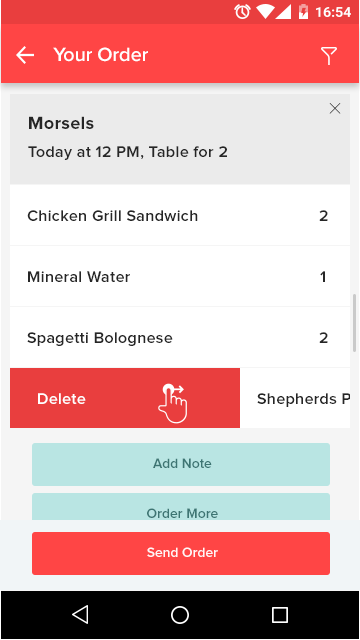 16:54
Your Order
Morsels
Today at 12 PM, Table for 2
Chicken Grill Sandwich 2
Mineral Water 1
Spagetti Bolognese 2
Delete Shepherds P
Add Note
Order More
Send Order